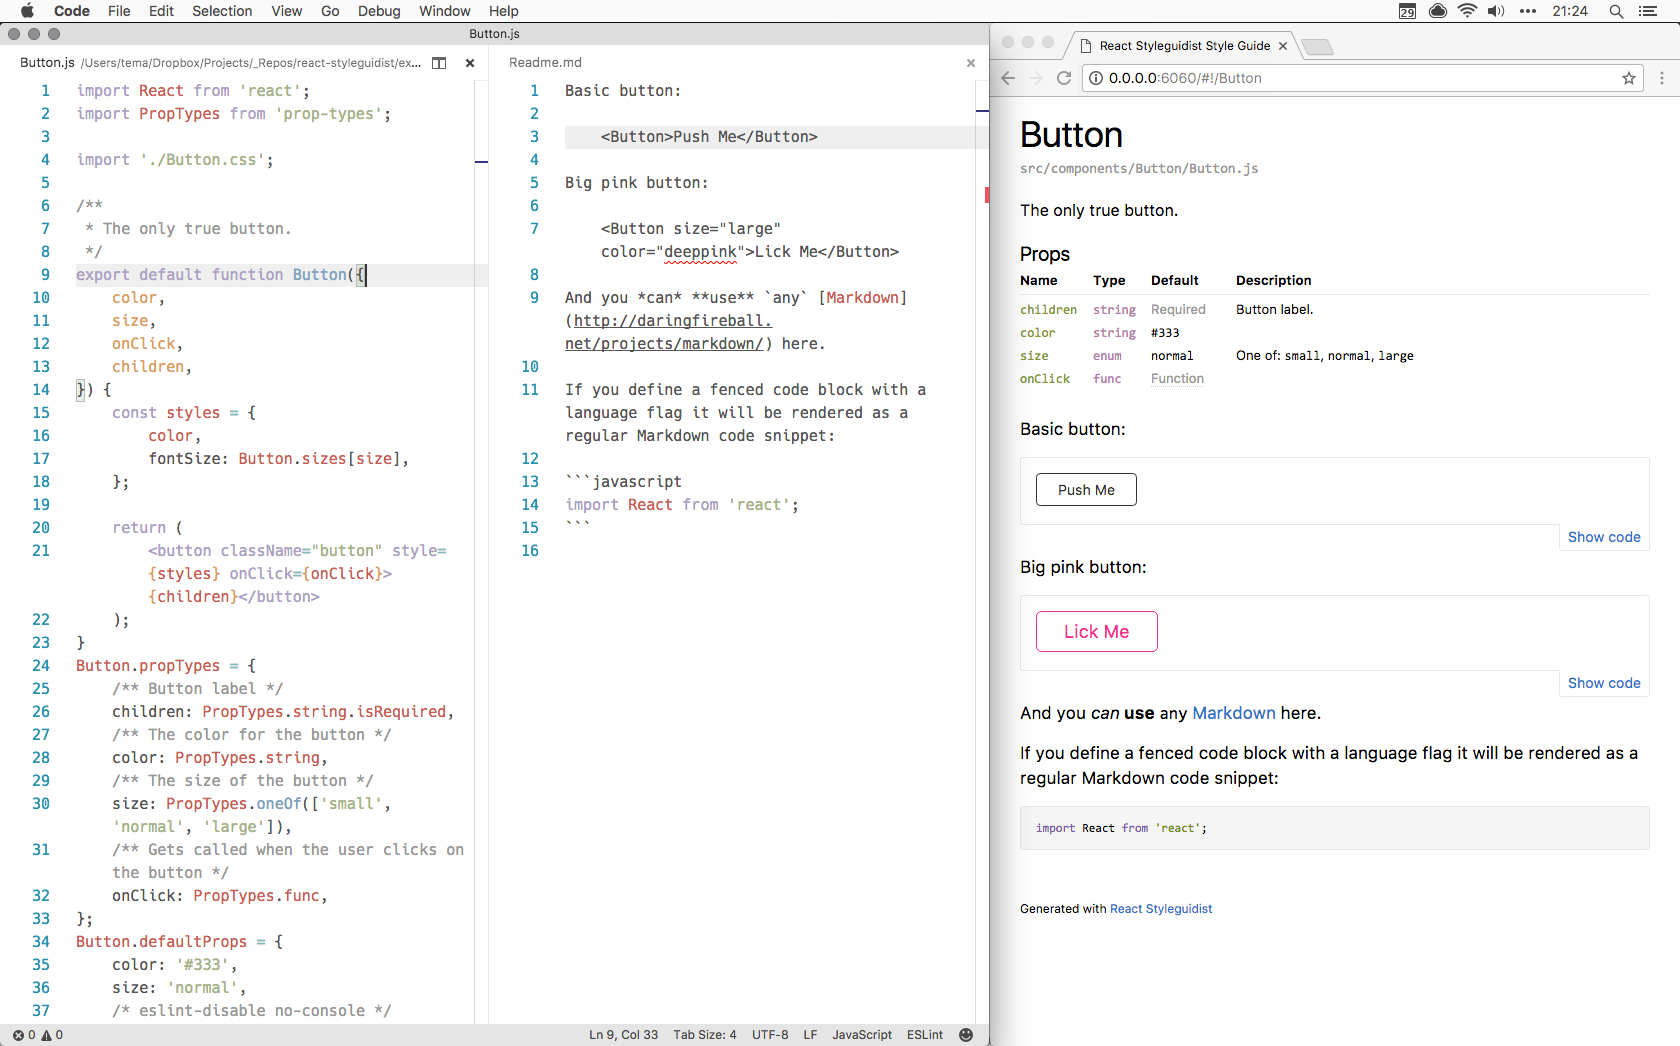 Code File Edit Selection View Go Debug Window Help
29 21:24
Button.js
Button.js /Users/tema/Dropbox/Projects/_Repos/react-styleguidist/ex...
1 import React from 'react';
2 import PropTypes from 'prop-types';
3
4 import './Button.css';
5
6 /**
7 * The only true button.
8 */
9 export default function Button({
10 color,
11 size,
12 onClick,
13 children,
14 }) {
15 const styles = {
16 color,
17 fontSize: Button.sizes[size],
18 };
19
20 return (
21 <button className="button" style=
{styles} onClick={onClick}>
{children}</button>
22 );
23 }
24 Button.propTypes = {
25 /** Button label */
26 children: PropTypes.string.isRequired,
27 /** The color for the button */
28 color: PropTypes.string,
29 /** The size of the button */
30 size: PropTypes.oneOf(['small',
'normal', 'large']),
31 /** Gets called when the user clicks on
the button */
32 onClick: PropTypes.func,
33 };
34 Button.defaultProps = {
35 color: '#333',
36 size: 'normal',
37 /* eslint-disable no-console */
Readme.md
1 Basic button:
2
3 <Button>Push Me</Button>
4
5 Big pink button:
6
7 <Button size="large"
color="deeppink">Lick Me</Button>
8
9 And you *can* **use** `any` [Markdown]
(http://daringfireball.
net/projects/markdown/) here.
10
11 If you define a fenced code block with a
language flag it will be rendered as a
regular Markdown code snippet:
12
13 ```javascript
14 import React from 'react';
15 ```
16
0 0
Ln 9, Col 33 Tab Size: 4 UTF-8 LF JavaScript ESLint
React Styleguidist Style Guide
0.0.0.0:6060/#!/Button
Button
src/components/Button/Button.js
The only true button.
Props
Name Type Default Description
children string Required Button label.
color string #333
size enum normal One of: small, normal, large
onClick func Function
Basic button:
Push Me
Show code
Big pink button:
Lick Me
Show code
And you can use any Markdown here.
If you define a fenced code block with a language flag it will be rendered as a
regular Markdown code snippet:
import React from 'react';
Generated with React Styleguidist